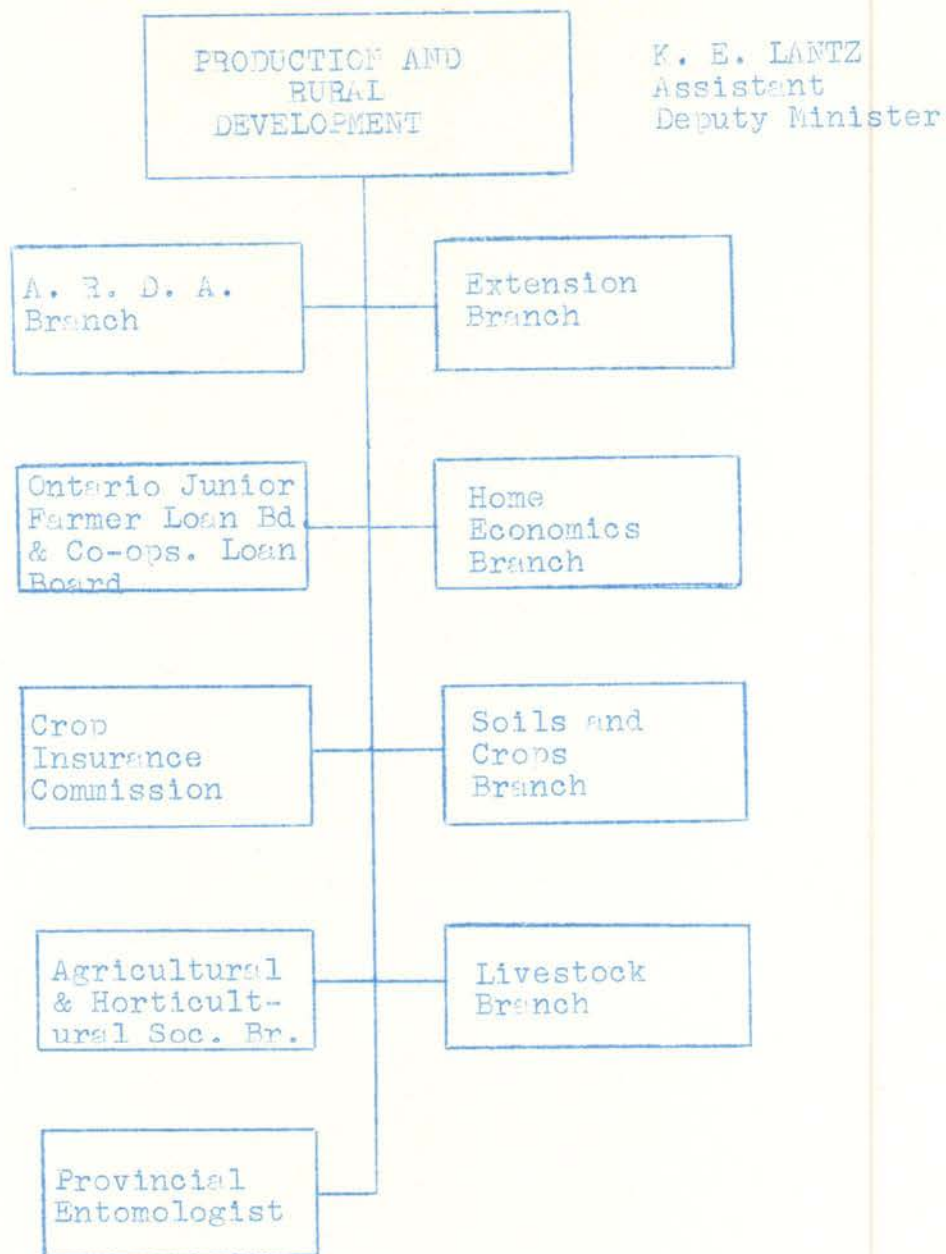 PRODUCTION AND
RURAL
DEVELOPMENT
K. E. LANTZ
Assistant
Deputy Minister
A. R. D. A.
Branch
Extension
Branch
Ontario Junior
Farmer Loan Bd
& Co-ops. Loan
Board
Home
Economics
Branch
Crop
Insurance
Commission
Soils and
Crops
Branch
Agricultural
& Horticult-
ural Soc. Br.
Livestock
Branch
Provincial
Entomologist